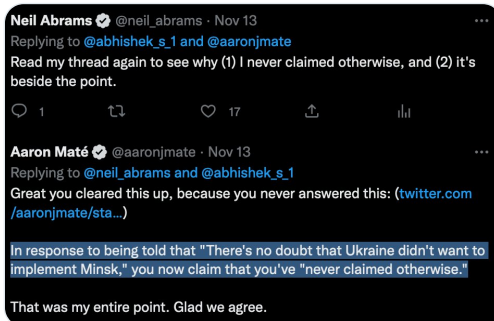 Neil Abrams @neil_abrams · Nov 13
Replying to @abhishek_s_1 and @aaronjmate
Read my thread again to see why (1) I never claimed otherwise, and (2) it's
beside the point.
1 17
Aaron Maté @aaronjmate · Nov 13
Replying to @neil_abrams and @abhishek_s_1
Great you cleared this up, because you never answered this: (twitter.com
/aaronjmate/sta...)
In response to being told that "There's no doubt that Ukraine didn't want to
implement Minsk," you now claim that you've "never claimed otherwise."
That was my entire point. Glad we agree.